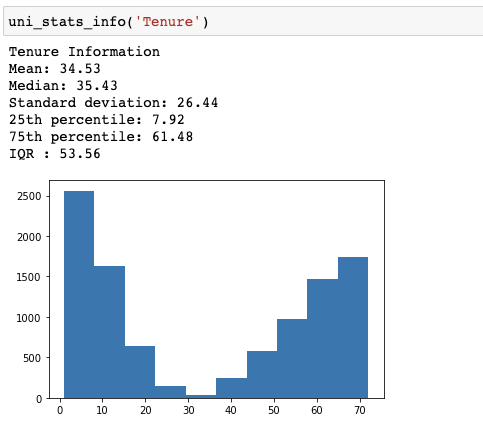 uni_stats_info('Tenure')
Tenure Information
Mean: 34.53
Median: 35.43
Standard deviation: 26.44
25th percentile: 7.92
75th percentile: 61.48
IQR : 53.56
2500
2000
1500
1000
500
0
0 10 20 30 40 50 60 70